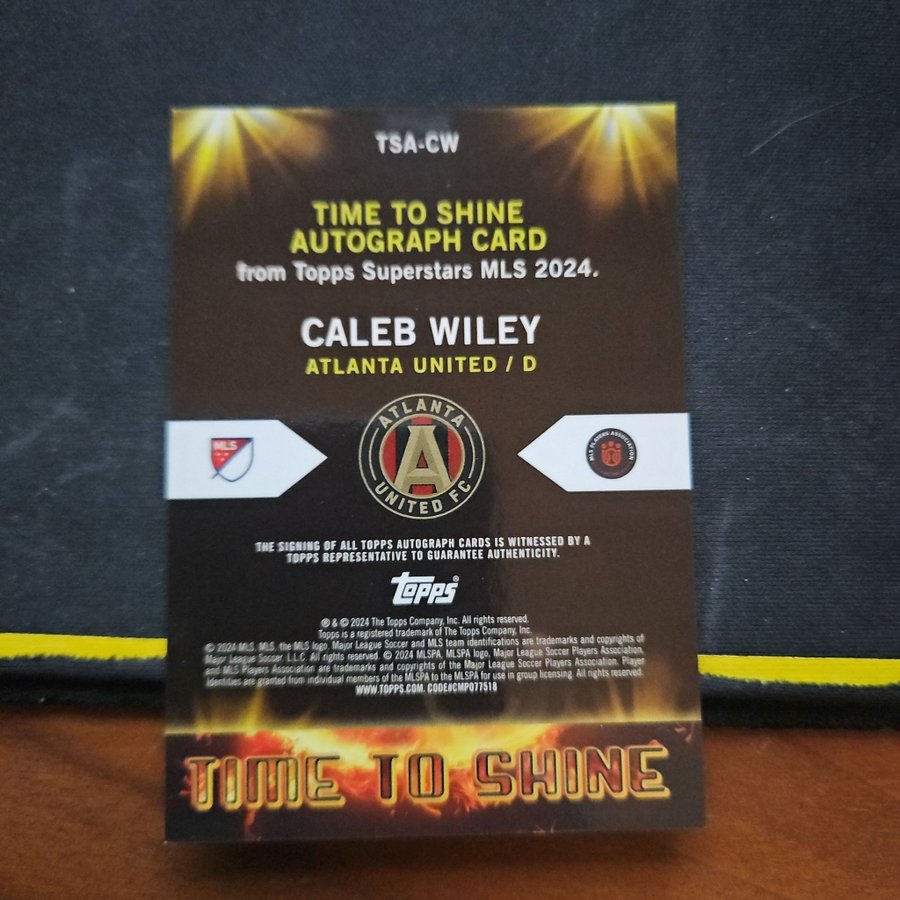 TSA-CW
TIME TO SHINE
AUTOGRAPH CARD
from Topps Superstars MLS 2024.
CALEB WILEY
ATLANTA UNITED / D
MLS
ATLANTA
A
UNITED FC
MLS PLAYERS ASSOCIATION
THE SIGNING OF ALL TOPPS AUTOGRAPH CARDS IS WITNESSED BY A
TOPPS REPRESENTATIVE TO GUARANTEE AUTHENTICITY.
Topps®
® & © 2024 The Topps Company, Inc. All rights reserved.
Topps is a registered trademark of The Topps Company, Inc.
© 2024 MLS. MLS, the MLS logo, Major League Soccer and MLS team identifications are trademarks and copyrights of
Major League Soccer, L.L.C. All rights reserved. © 2024 MLSPA. MLSPA, MLSPA logo, Major League Soccer Players Association,
and MLS Players Association are trademarks and copyrights of the Major League Soccer Players Association. Player
identities are granted from individual members of the MLSPA to the MLSPA for use in group licensing. All rights reserved.
WWW.TOPPS.COM. CODE#CMP077518
TIME TO SHINE